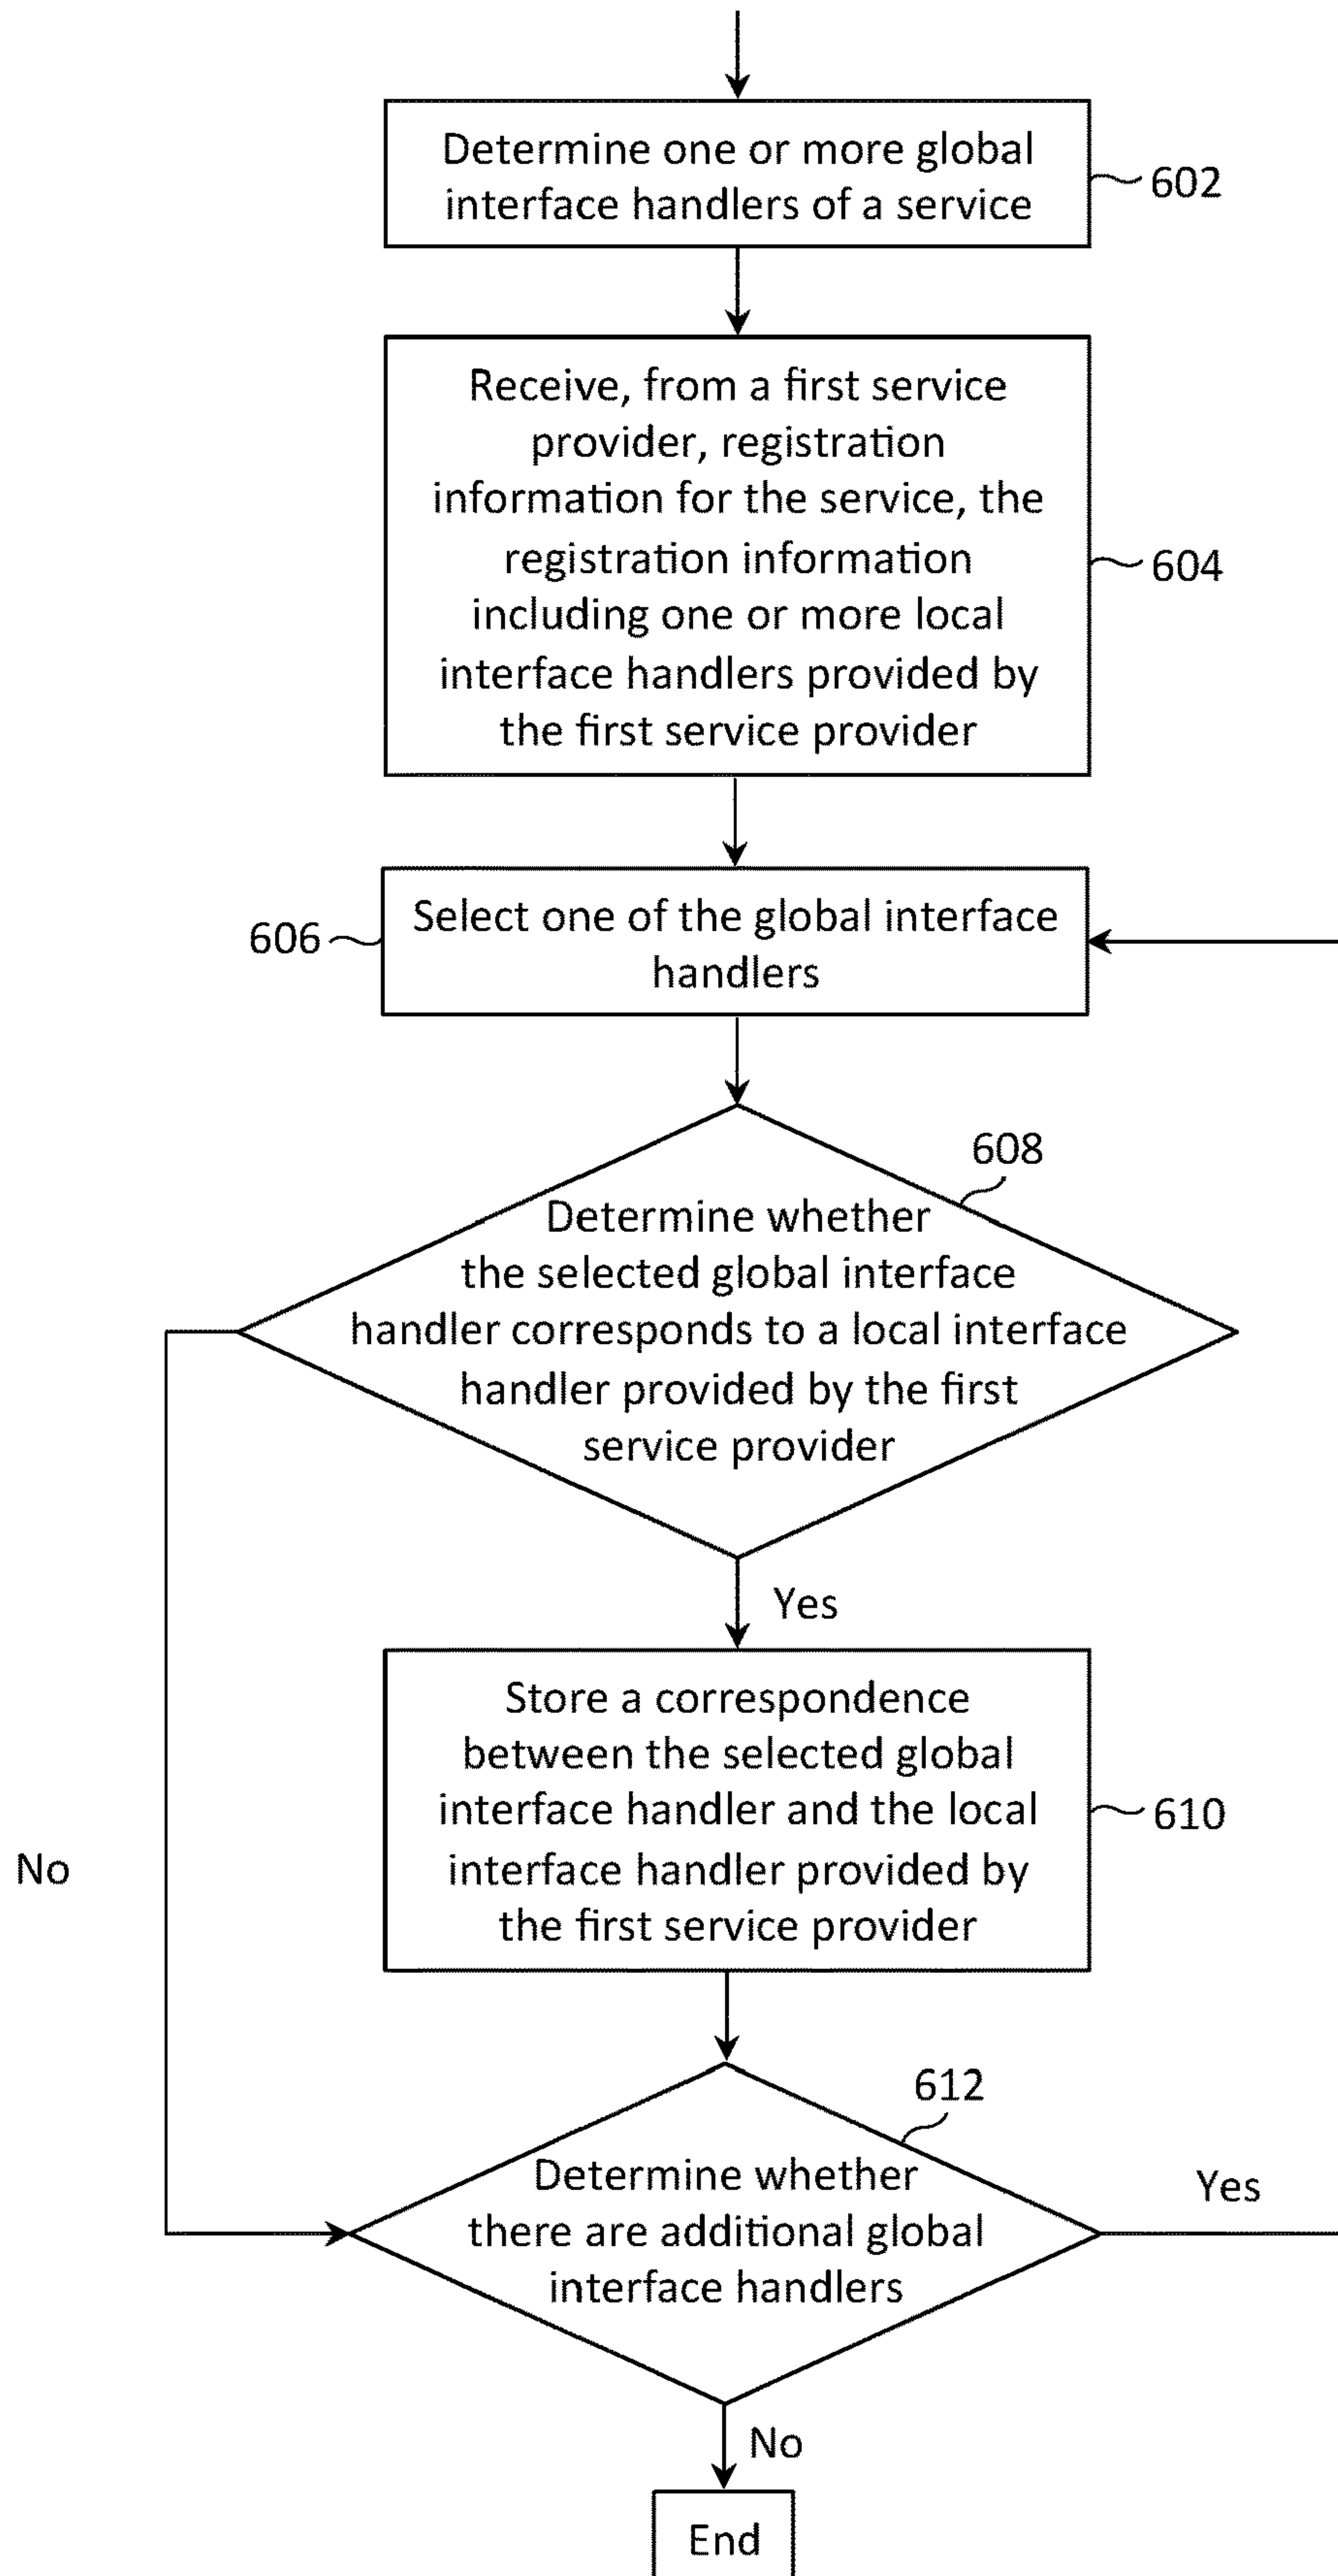 Determine one or more global
interface handlers of a service
602
Receive, from a first service
provider, registration
information for the service, the
registration information
including one or more local
interface handlers provided by
the first service provider
604
606
Select one of the global interface
handlers
608
Determine whether
the selected global interface
handler corresponds to a local interface
handler provided by the first
service provider
Yes
Store a correspondence
between the selected global
interface handler and the local
interface handler provided by
the first service provider
610
No
612
Determine whether
there are additional global
interface handlers
Yes
No
End